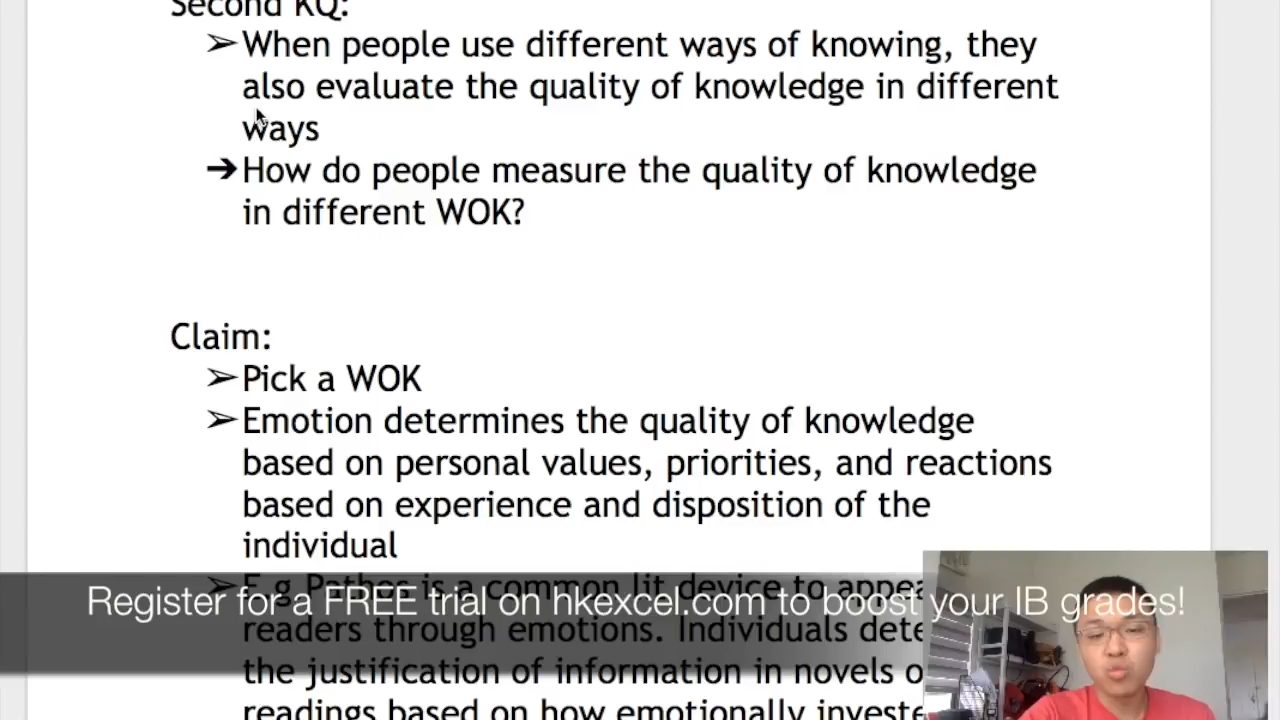 Second KQ:
➢ When people use different ways of knowing, they
also evaluate the quality of knowledge in different
ways
➔ How do people measure the quality of knowledge
in different WOK?
Claim:
➢ Pick a WOK
➢ Emotion determines the quality of knowledge
based on personal values, priorities, and reactions
based on experience and disposition of the
individual
➢ E.g Pathos is a common lit device to appea
Register for a FREE trial on hkexcel.com to boost your IB grades!
readers through emotions. Individuals dete
the justification of information in novels o
readings based on how emotionally investe